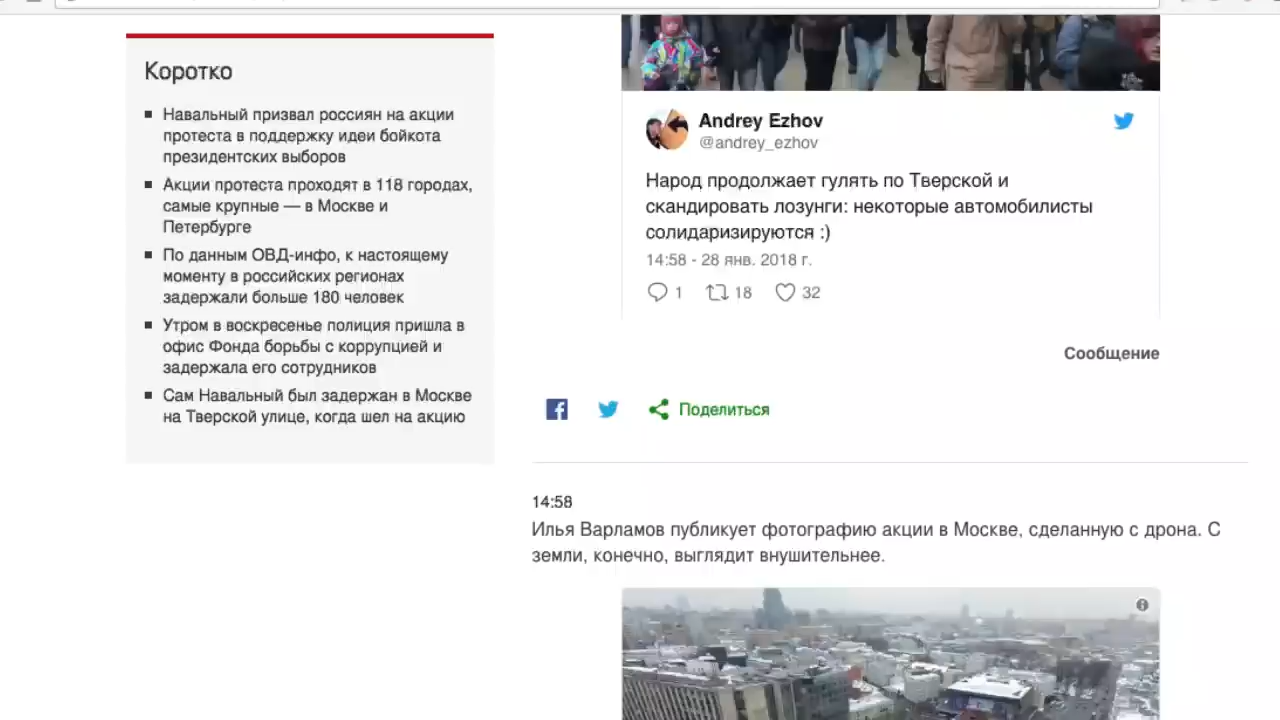 Коротко
Навальный призвал россиян на акции
протеста в поддержку идеи бойкота
президентских выборов
Акции протеста проходят в 118 городах,
самые крупные — в Москве и
Петербурге
По данным ОВД-инфо, к настоящему
моменту в российских регионах
задержали больше 180 человек
Утром в воскресенье полиция пришла в
офис Фонда борьбы с коррупцией и
задержала его сотрудников
Сам Навальный был задержан в Москве
на Тверской улице, когда шел на акцию
Andrey Ezhov
@andrey_ezhov
Народ продолжает гулять по Тверской и
скандировать лозунги: некоторые автомобилисты
солидаризируются :)
14:58 - 28 янв. 2018 г.
1 18 32
Сообщение
Поделиться
14:58
Илья Варламов публикует фотографию акции в Москве, сделанную с дрона. С
земли, конечно, выглядит внушительнее.